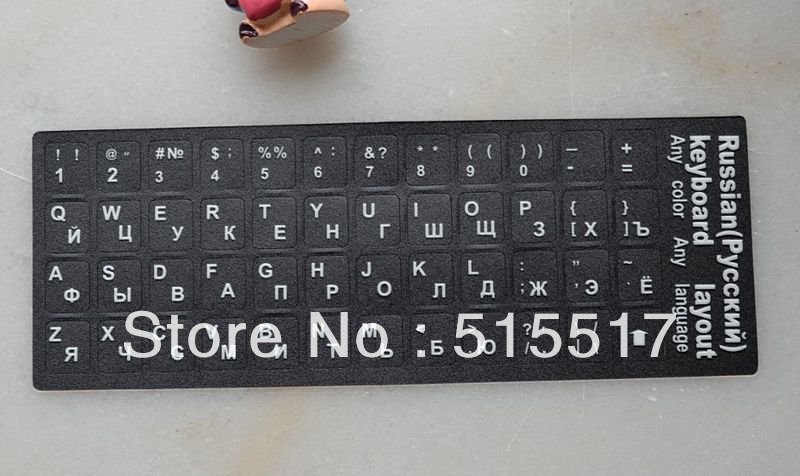 ! ! @ " #№ $ ; %% ^ : &? * * ( ( ) ) _ +
1 2 3 4 5 6 7 8 9 0 - =
Q W E R T Y U I O P { }
Й Ц У К Е Н Г Ш Щ З [ Х ] Ъ
A S D F G H J K L : " ~
Ф Ы В А П Р О Л Д ; Ж ' Э ` Ё
Z X C V B N M < > ? /
Я Ч С М И Т Ь Б Ю /
Russian(Русский)
keyboard layout
Any color Any language
Store No : 515517